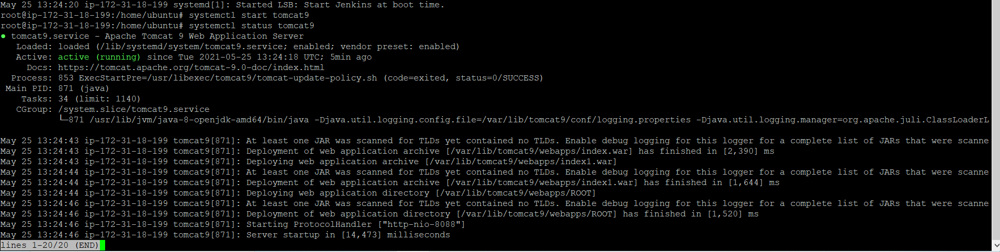 May 25 13:24:20 ip-172-31-18-199 systemd[1]: Started LSB: Start Jenkins at boot time.
root@ip-172-31-18-199:/home/ubuntu# systemctl start tomcat9
root@ip-172-31-18-199:/home/ubuntu# systemctl status tomcat9
● tomcat9.service - Apache Tomcat 9 Web Application Server
   Loaded: loaded (/lib/systemd/system/tomcat9.service; enabled; vendor preset: enabled)
   Active: active (running) since Tue 2021-05-25 13:24:18 UTC; 5min ago
     Docs: https://tomcat.apache.org/tomcat-9.0-doc/index.html
  Process: 853 ExecStartPre=/usr/libexec/tomcat9/tomcat-update-policy.sh (code=exited, status=0/SUCCESS)
 Main PID: 871 (java)
    Tasks: 34 (limit: 1140)
   CGroup: /system.slice/tomcat9.service
           └─871 /usr/lib/jvm/java-8-openjdk-amd64/bin/java -Djava.util.logging.config.file=/var/lib/tomcat9/conf/logging.properties -Djava.util.logging.manager=org.apache.juli.ClassLoaderL
May 25 13:24:43 ip-172-31-18-199 tomcat9[871]: At least one JAR was scanned for TLDs yet contained no TLDs. Enable debug logging for this logger for a complete list of JARs that were scanne
May 25 13:24:43 ip-172-31-18-199 tomcat9[871]: Deployment of web application archive [/var/lib/tomcat9/webapps/index.war] has finished in [2,390] ms
May 25 13:24:43 ip-172-31-18-199 tomcat9[871]: Deploying web application archive [/var/lib/tomcat9/webapps/index1.war]
May 25 13:24:44 ip-172-31-18-199 tomcat9[871]: At least one JAR was scanned for TLDs yet contained no TLDs. Enable debug logging for this logger for a complete list of JARs that were scanne
May 25 13:24:44 ip-172-31-18-199 tomcat9[871]: Deployment of web application archive [/var/lib/tomcat9/webapps/index1.war] has finished in [1,644] ms
May 25 13:24:44 ip-172-31-18-199 tomcat9[871]: Deploying web application directory [/var/lib/tomcat9/webapps/ROOT]
May 25 13:24:46 ip-172-31-18-199 tomcat9[871]: At least one JAR was scanned for TLDs yet contained no TLDs. Enable debug logging for this logger for a complete list of JARs that were scanne
May 25 13:24:46 ip-172-31-18-199 tomcat9[871]: Deployment of web application directory [/var/lib/tomcat9/webapps/ROOT] has finished in [1,520] ms
May 25 13:24:46 ip-172-31-18-199 tomcat9[871]: Starting ProtocolHandler ["http-nio-8088"]
May 25 13:24:46 ip-172-31-18-199 tomcat9[871]: Server startup in [14,473] milliseconds
lines 1-20/20 (END)